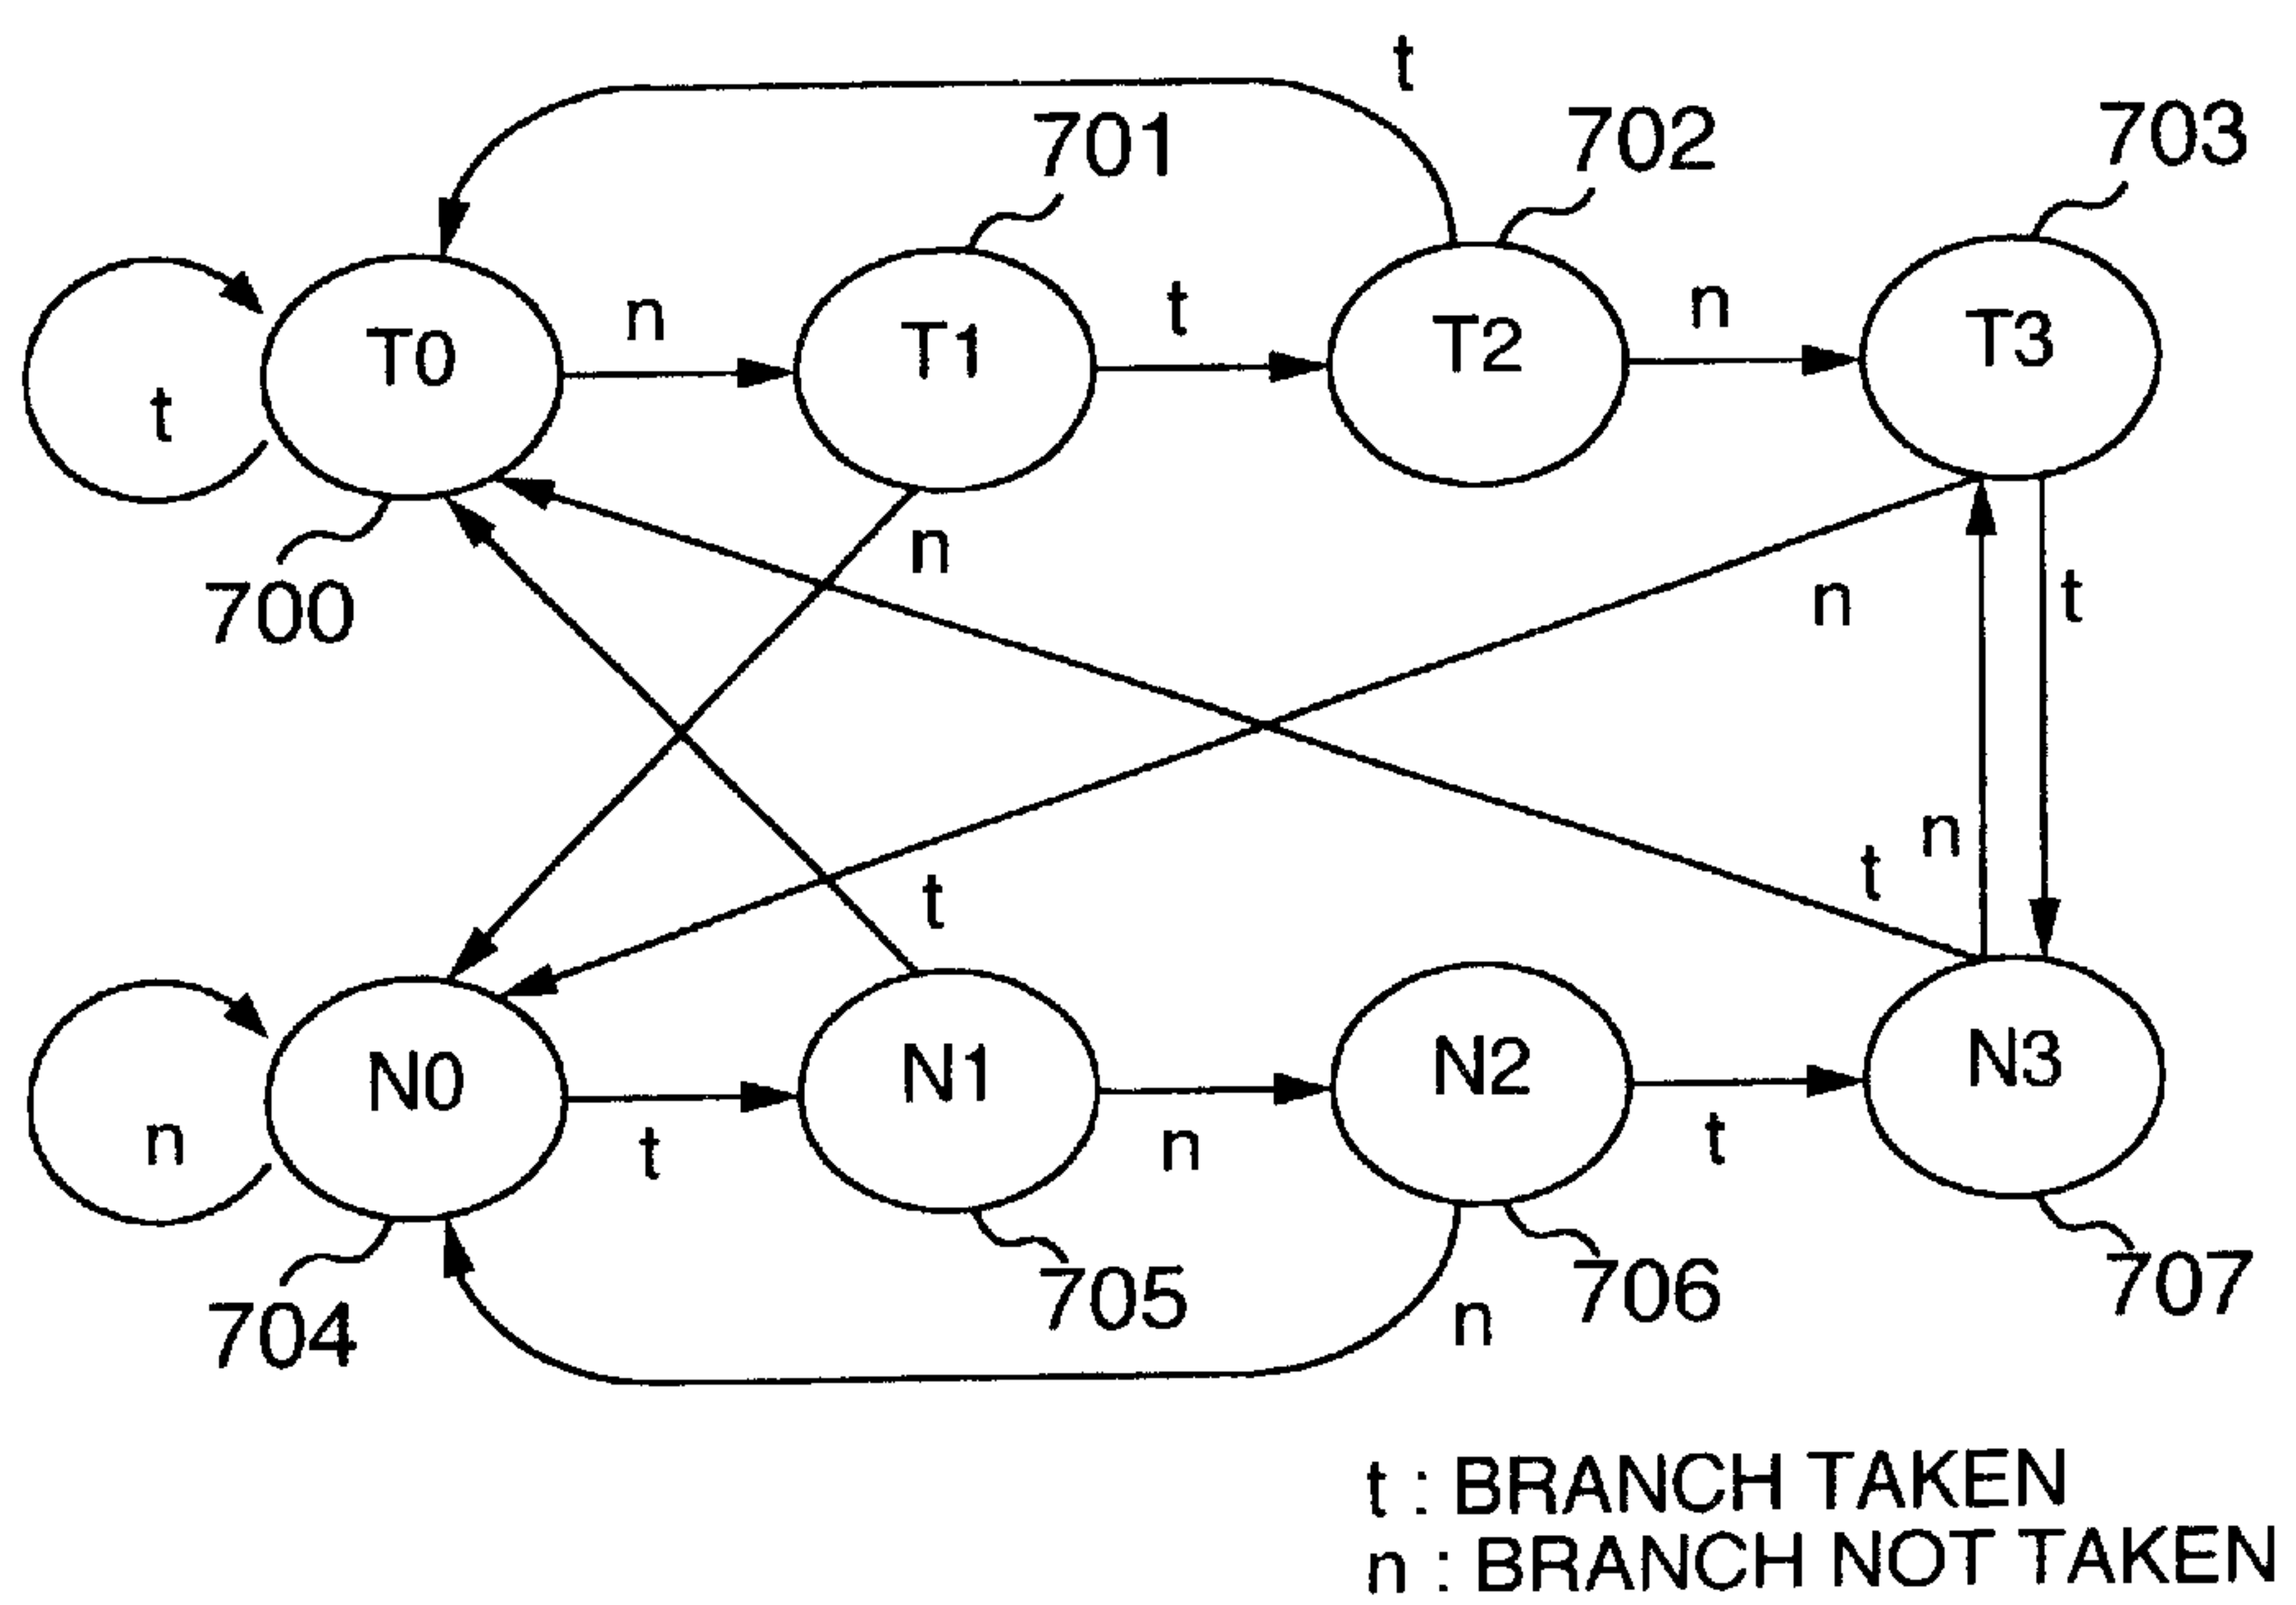 t
701
702
703
T0
n
T1
t
T2
n
T3
t
700
n
n
t
t
t
n
N0
N1
N2
N3
n
t
n
t
704
705
n
706
707
t : BRANCH TAKEN
n : BRANCH NOT TAKEN